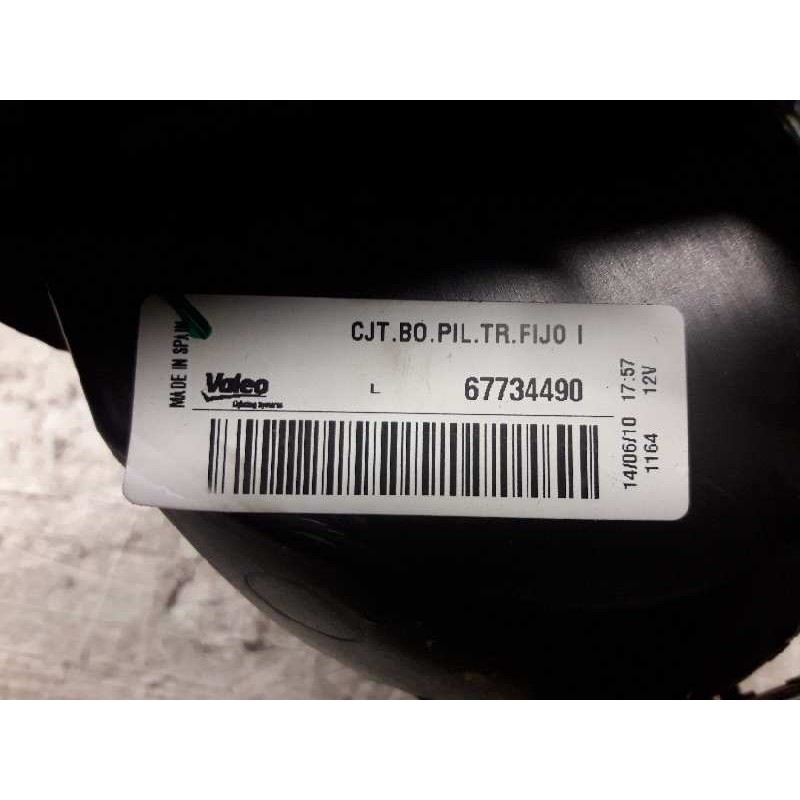 CJT.BO.PIL.TR.FIJO I
MADE IN SPAIN
Valeo
Lighting Systems
L
67734490
14/06/10 17:57
1164 12V